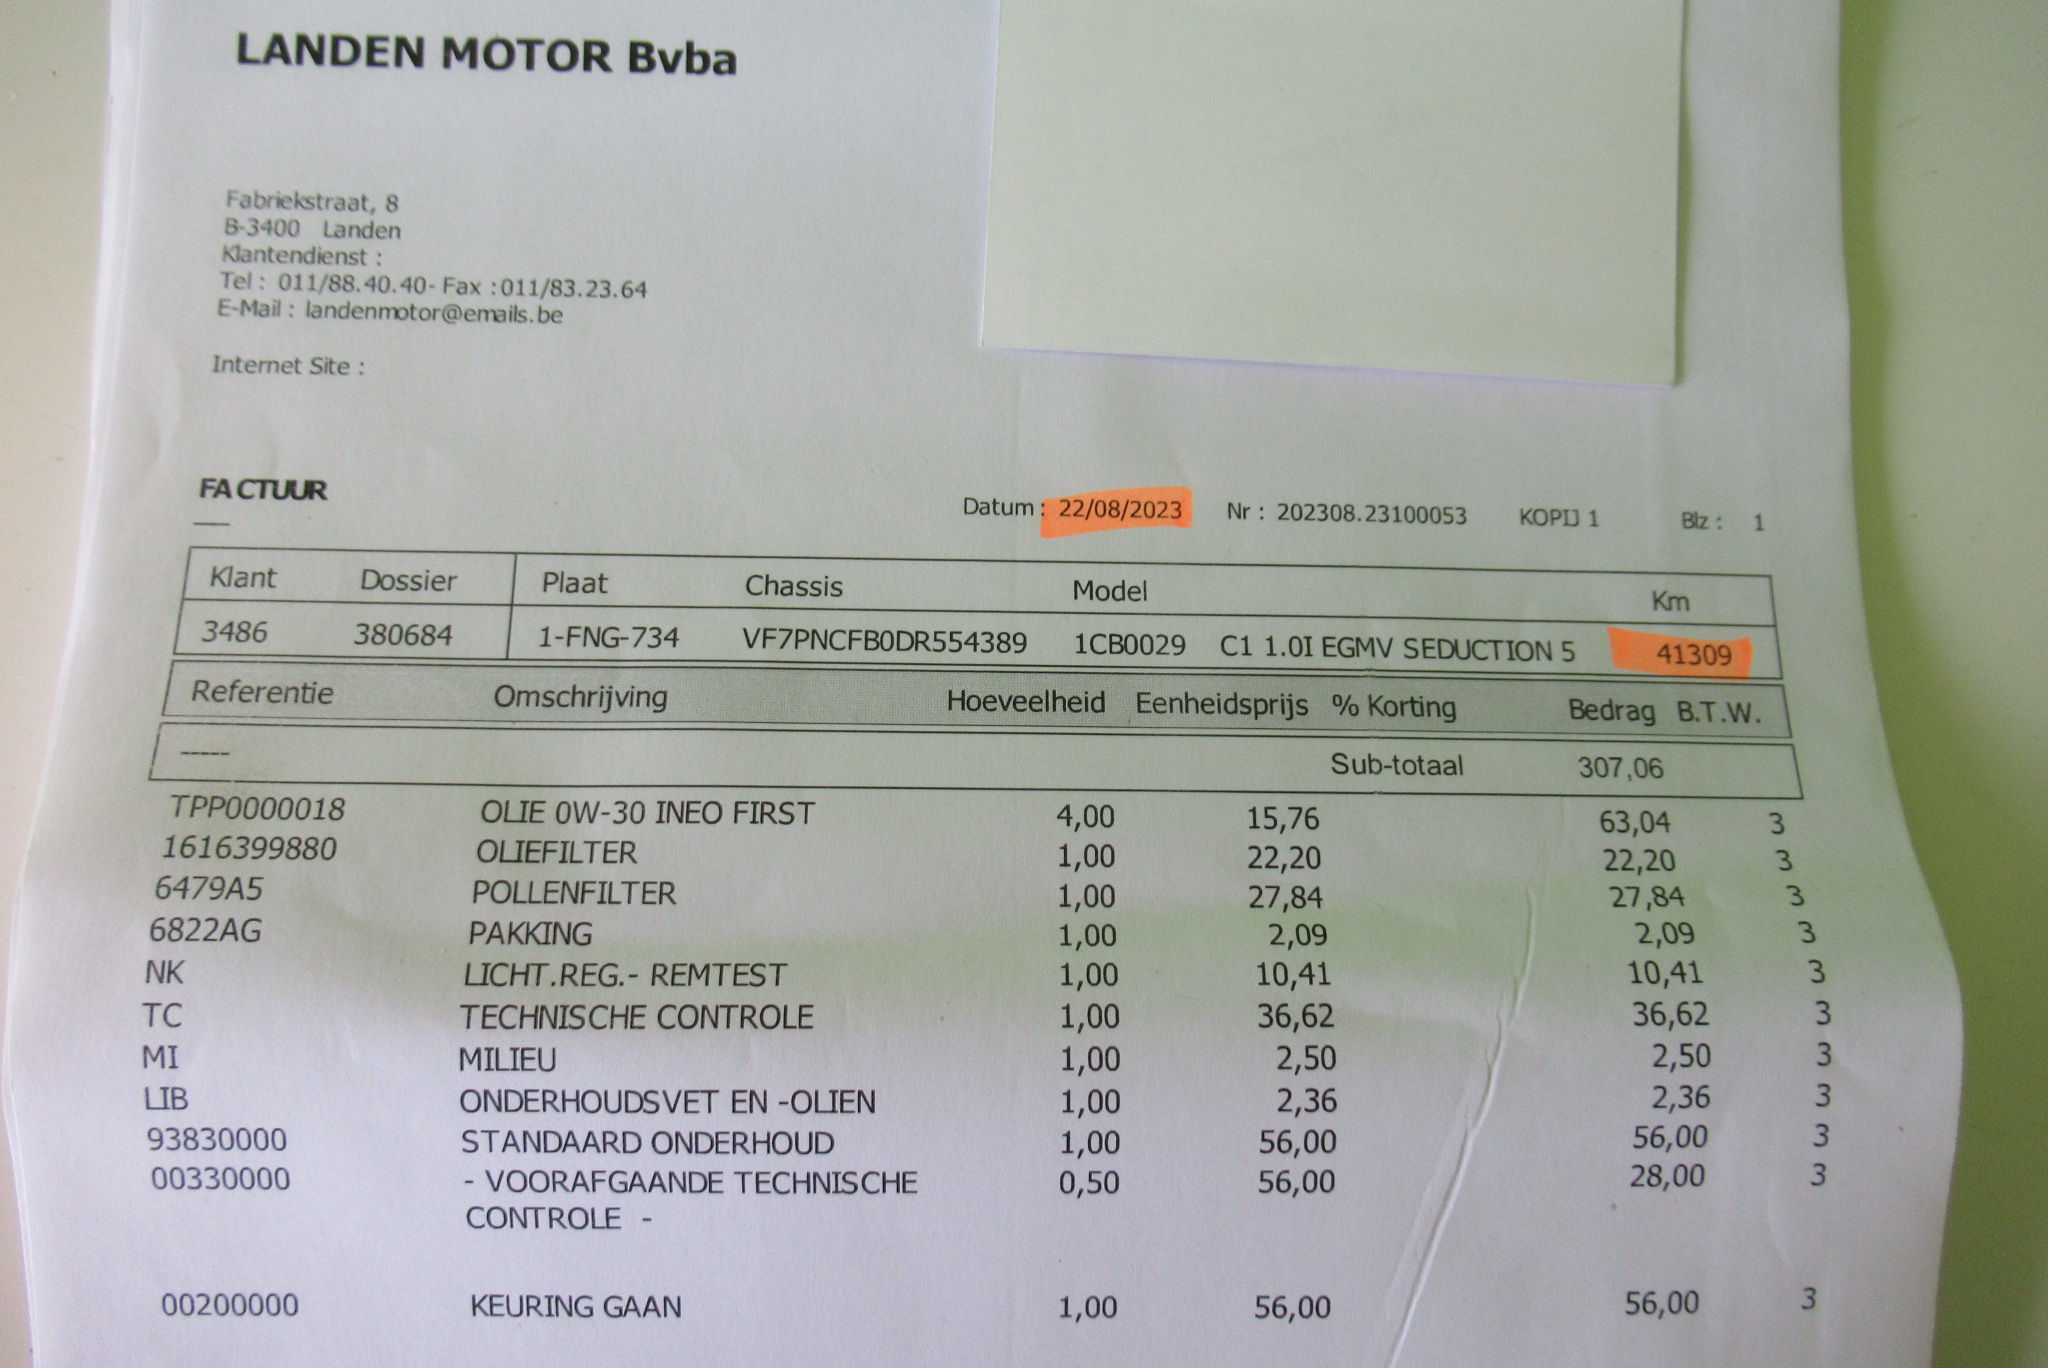 LANDEN MOTOR Bvba
Fabriekstraat, 8
B-3400 Landen
Klantendienst :
Tel : 011/88.40.40- Fax :011/83.23.64
E-Mail : landenmotor@emails.be
Internet Site :
FACTUUR
Datum : 22/08/2023 Nr : 202308.23100053 KOPIJ 1 Blz : 1
Klant Dossier Plaat Chassis Model Km
3486 380684 1-FNG-734 VF7PNCFB0DR554389 1CB0029 C1 1.0I EGMV SEDUCTION 5 41309
Referentie Omschrijving Hoeveelheid Eenheidsprijs % Korting Bedrag B.T.W.
----- Sub-totaal 307,06
TPP0000018 OLIE 0W-30 INEO FIRST 4,00 15,76 63,04 3
1616399880 OLIEFILTER 1,00 22,20 22,20 3
6479A5 POLLENFILTER 1,00 27,84 27,84 3
6822AG PAKKING 1,00 2,09 2,09 3
NK LICHT.REG.- REMTEST 1,00 10,41 10,41 3
TC TECHNISCHE CONTROLE 1,00 36,62 36,62 3
MI MILIEU 1,00 2,50 2,50 3
LIB ONDERHOUDSVET EN -OLIEN 1,00 2,36 2,36 3
93830000 STANDAARD ONDERHOUD 1,00 56,00 56,00 3
00330000 - VOORAFGAANDE TECHNISCHE 0,50 56,00 28,00 3
CONTROLE -
00200000 KEURING GAAN 1,00 56,00 56,00 3